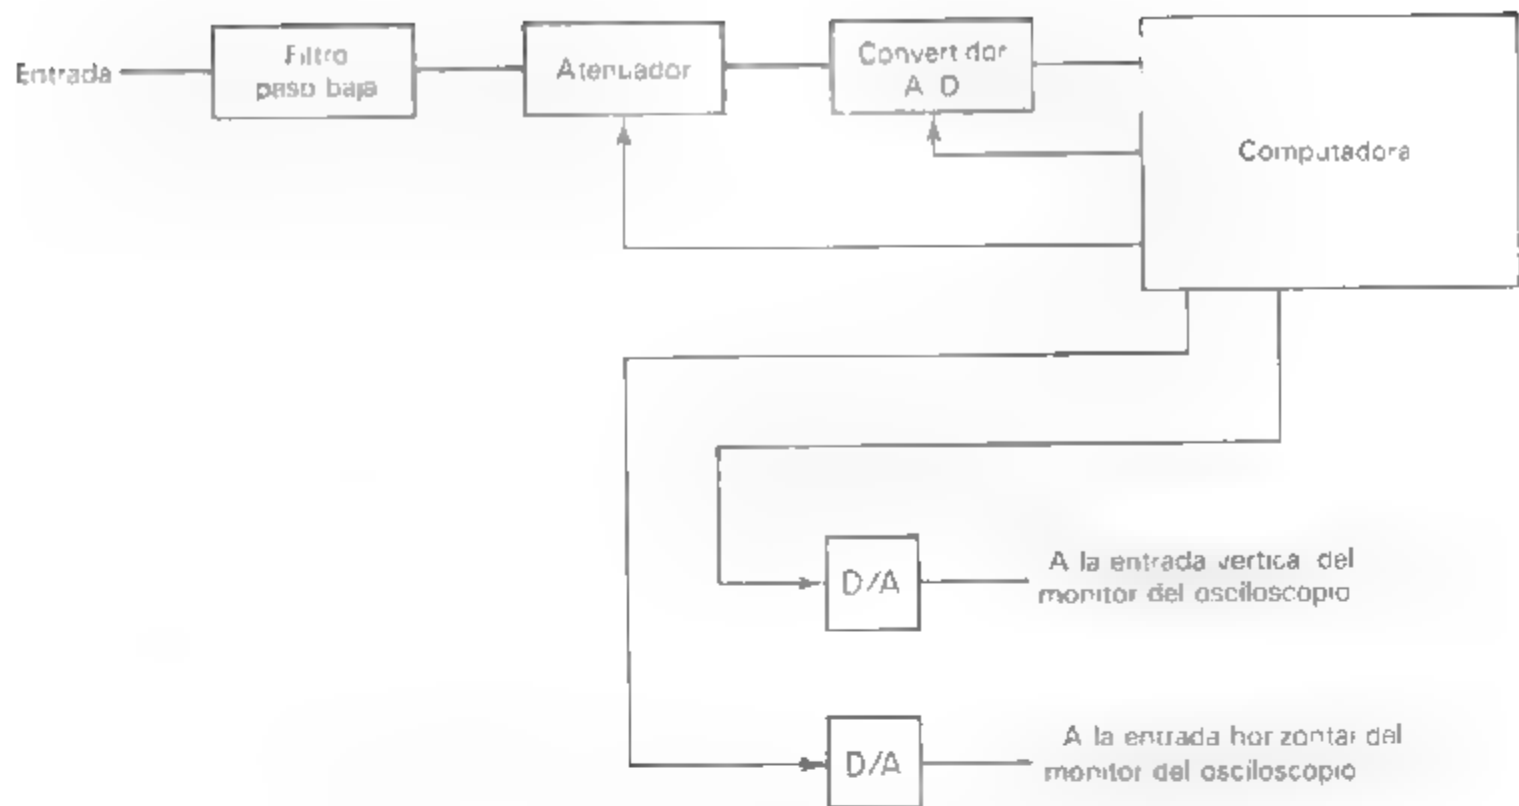 Entrada
Filtro
paso baja
Atenuador
Convertidor
A/D
Computadora
D/A
A la entrada vertical del
monitor del osciloscopio
D/A
A la entrada horizontal del
monitor del osciloscopio